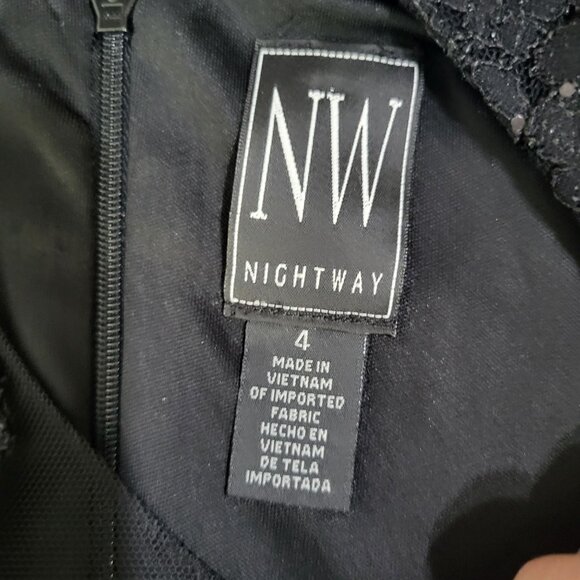 NW
NIGHTWAY
4
MADE IN
VIETNAM
OF IMPORTED
FABRIC
HECHO EN
VIETNAM
DE TELA
IMPORTADA